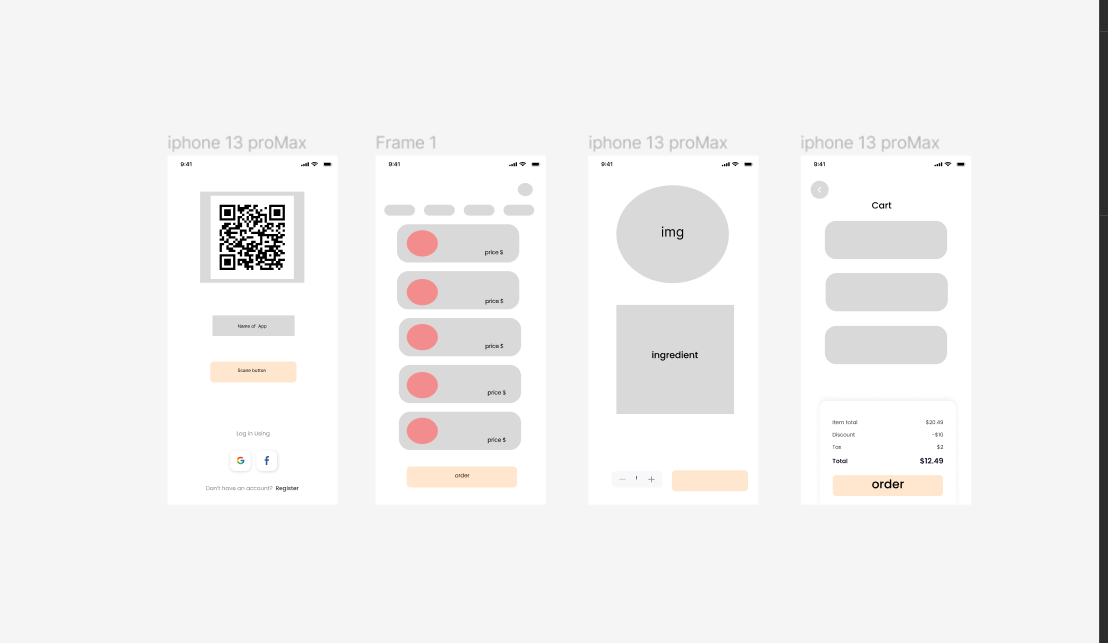 iphone 13 proMax
9:41
Name of App
Scane button
Log in Using
G f
Don't have an account? Register
Frame 1
9:41
price $
price $
price $
price $
price $
order
iphone 13 proMax
9:41
img
ingredient
— 1 +
iphone 13 proMax
9:41
Cart
Item total $20.49
Discount -$10
Tax $2
Total $12.49
order